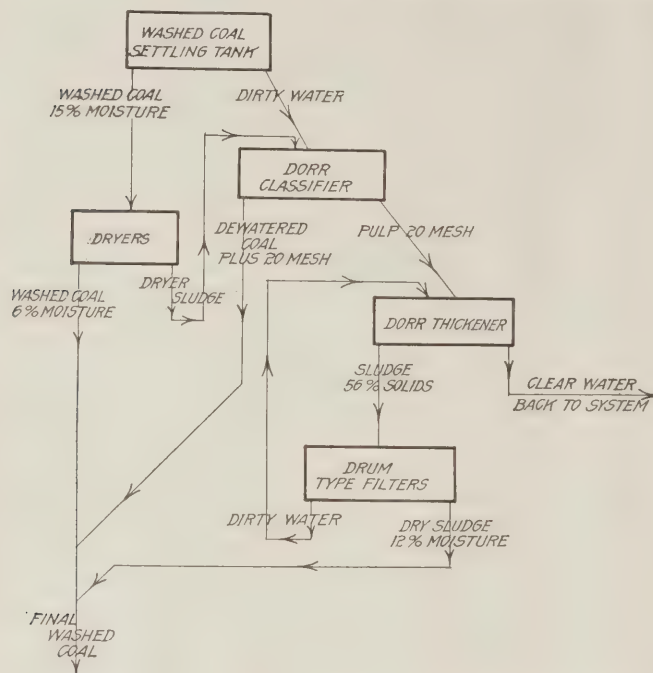 WASHED COAL
SETTLING TANK
WASHED COAL
15% MOISTURE
DIRTY WATER
DORR
CLASSIFIER
DRYERS
DEWATERED
COAL
PLUS 20 MESH
PULP 20 MESH
DRYER
SLUDGE
WASHED COAL
6% MOISTURE
DORR THICKENER
SLUDGE
56% SOLIDS
CLEAR WATER
BACK TO SYSTEM
DRUM
TYPE FILTERS
DIRTY WATER
DRY SLUDGE
12% MOISTURE
FINAL
WASHED
COAL